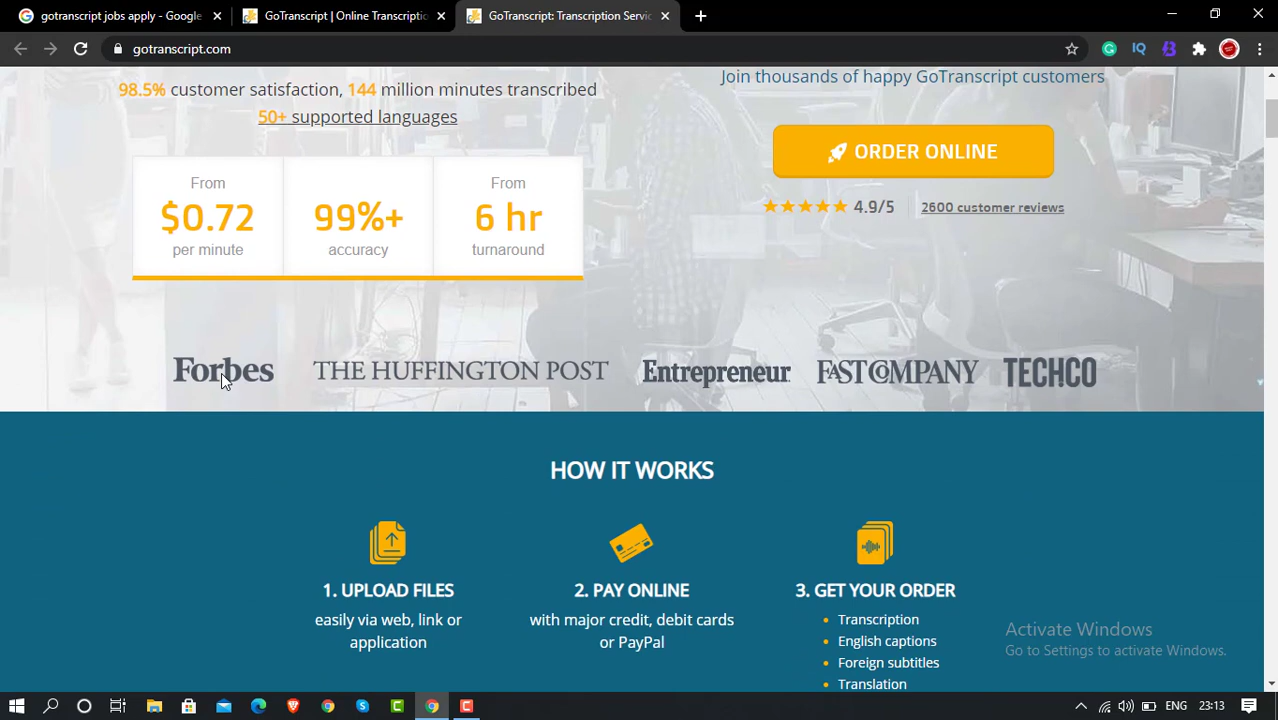 gotranscript jobs apply - Google
GoTranscript | Online Transcriptio
GoTranscript: Transcription Servic
gotranscript.com
98.5% customer satisfaction, 144 million minutes transcribed
50+ supported languages
Join thousands of happy GoTranscript customers
ORDER ONLINE
4.9/5
2600 customer reviews
From
$0.72
per minute
99%+
accuracy
From
6 hr
turnaround
Forbes
THE HUFFINGTON POST
Entrepreneur
FAST COMPANY
TECH.CO
HOW IT WORKS
1. UPLOAD FILES
easily via web, link or
application
2. PAY ONLINE
with major credit, debit cards
or PayPal
3. GET YOUR ORDER
Transcription
English captions
Foreign subtitles
Translation
Activate Windows
Go to Settings to activate Windows.
ENG
23:13